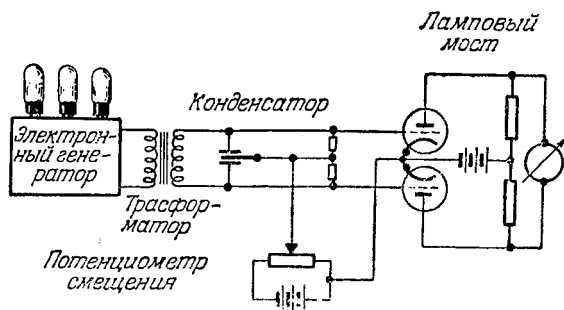 Ламповый
мост
Конденсатор
Электрон-
ный гене-
ратор
Трасфор-
матор
Потенциометр
смещения